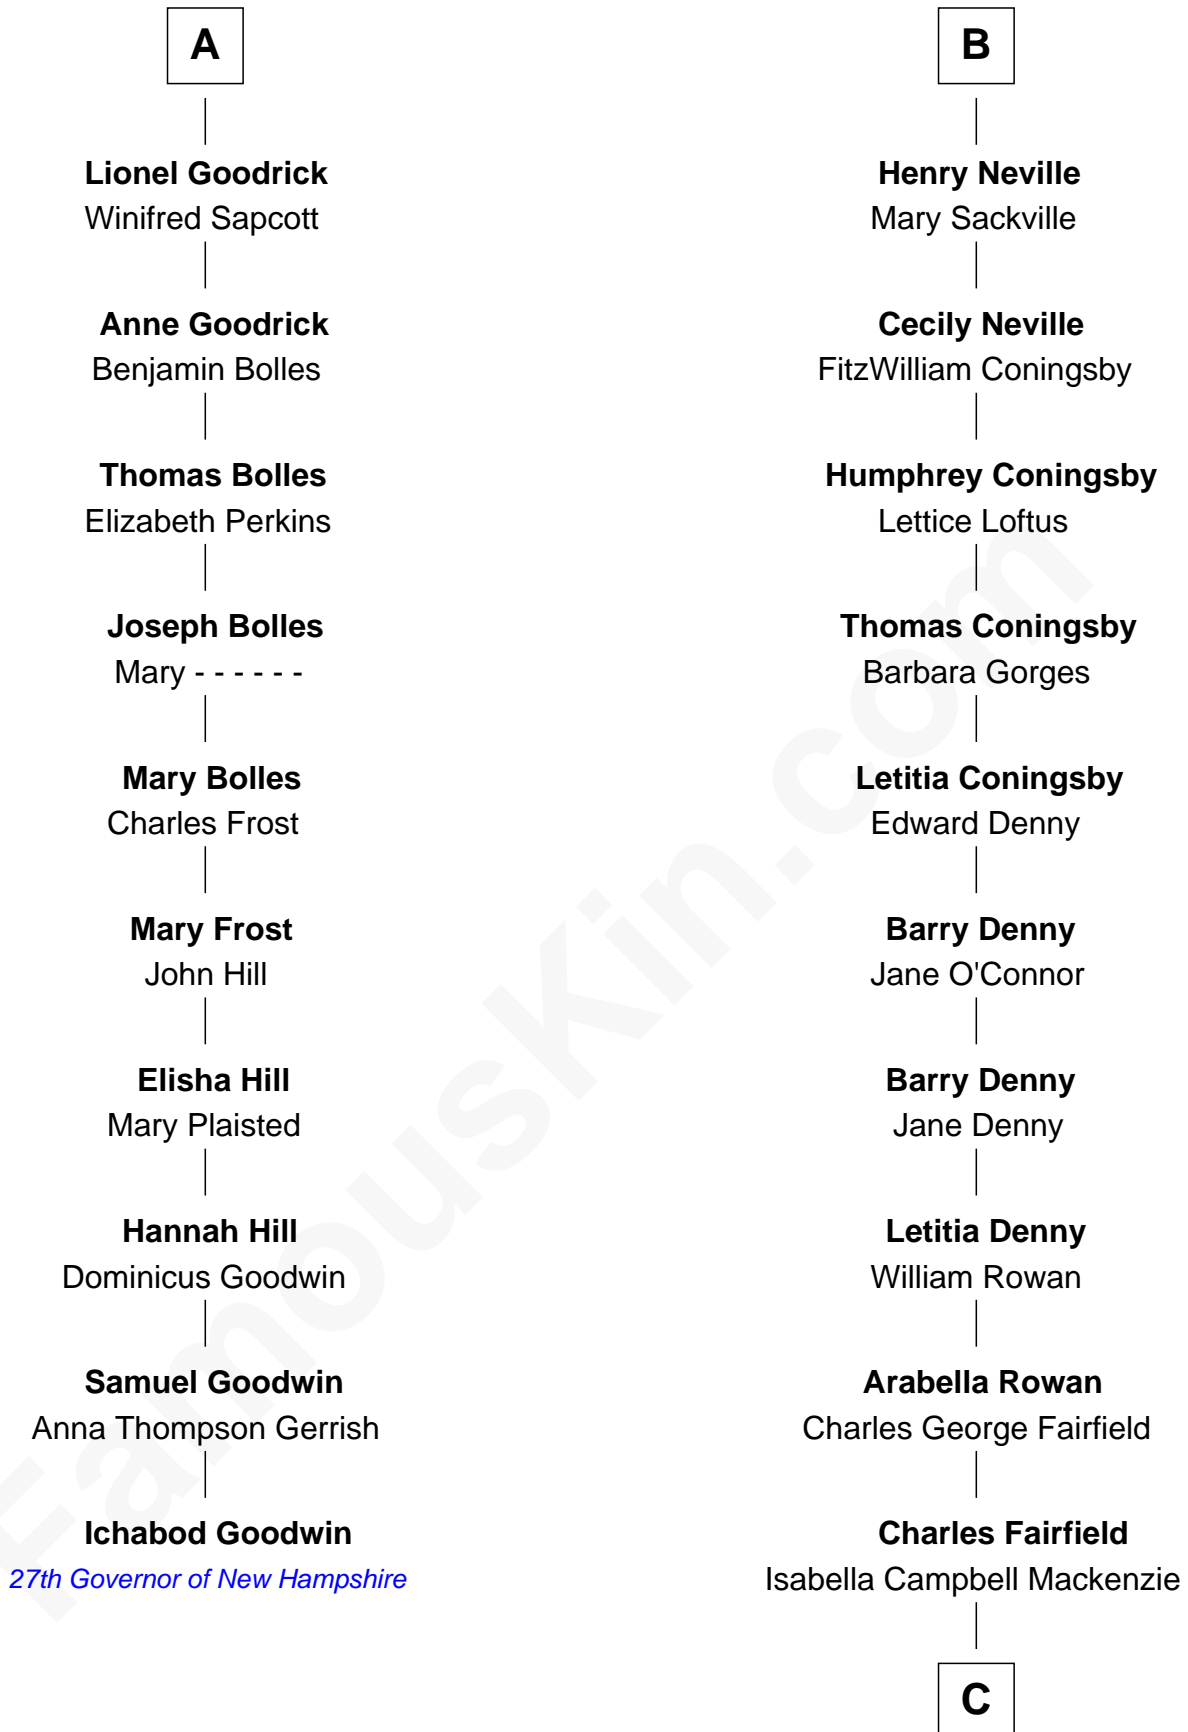 A
Lionel Goodrick
Winifred Sapcott
Anne Goodrick
Benjamin Bolles
Thomas Bolles
Elizabeth Perkins
Joseph Bolles
Mary - - - - - -
Mary Bolles
Charles Frost
Mary Frost
John Hill
Elisha Hill
Mary Plaisted
Hannah Hill
Dominicus Goodwin
Samuel Goodwin
Anna Thompson Gerrish
Ichabod Goodwin
27th Governor of New Hampshire
B
Henry Neville
Mary Sackville
Cecily Neville
FitzWilliam Coningsby
Humphrey Coningsby
Lettice Loftus
Thomas Coningsby
Barbara Gorges
Letitia Coningsby
Edward Denny
Barry Denny
Jane O'Connor
Barry Denny
Jane Denny
Letitia Denny
William Rowan
Arabella Rowan
Charles George Fairfield
Charles Fairfield
Isabella Campbell Mackenzie
C
FamousKin.com